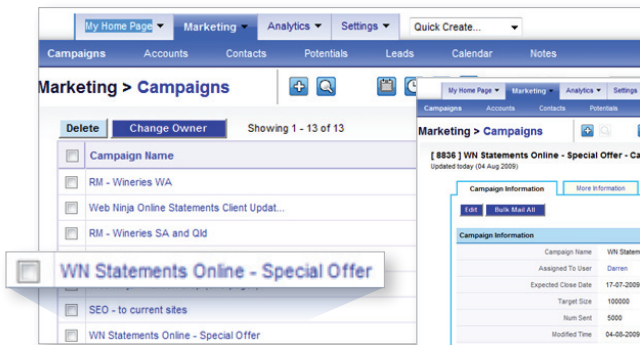 My Home Page Marketing Analytics Settings Quick Create...
Campaigns Accounts Contacts Potentials Leads Calendar Notes
Marketing > Campaigns
Delete Change Owner Showing 1 - 13 of 13
Campaign Name
RM - Wineries WA
Web Ninja Online Statements Client Updat...
RM - Wineries SA and Qld
WN Statements Online - Special Offer
SEO - to current sites
WN Statements Online - Special Offer
My Home Page Marketing Analytics Settings
Campaigns Accounts Contacts Potentials
Marketing > Campaigns
[ 8836 ] WN Statements Online - Special Offer - Ca
Updated today (04 Aug 2009)
Campaign Information More Information
Edit Bulk Mail All
Campaign Information
Campaign Name WN Statem
Assigned To User Darren
Expected Close Date 17-07-2009
Target Size 100000
Num Sent 5000
Modified Time 04-08-2009